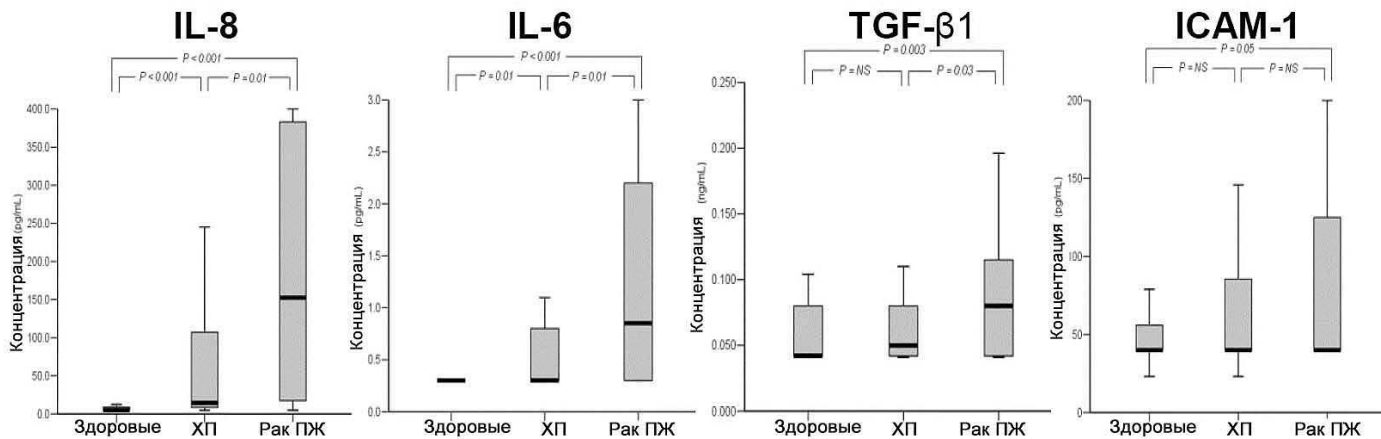 IL-8
P < 0.001
P < 0.001
P = 0.01
Концентрация (pg/mL)
400.0
350.0
300.0
250.0
200.0
150.0
100.0
50.0
0.0
Здоровые
ХП
Рак ПЖ
IL-6
P < 0.001
P = 0.01
P = 0.01
Концентрация (pg/mL)
3.0
2.5
2.0
1.5
1.0
0.5
0.0
Здоровые
ХП
Рак ПЖ
TGF-β1
P = 0.003
P = NS
P = 0.03
Концентрация (ng/mL)
0.250
0.200
0.150
0.100
0.050
0.000
Здоровые
ХП
Рак ПЖ
ICAM-1
P = 0.05
P = NS
P = NS
Концентрация (pg/mL)
200
150
100
50
0
Здоровые
ХП
Рак ПЖ